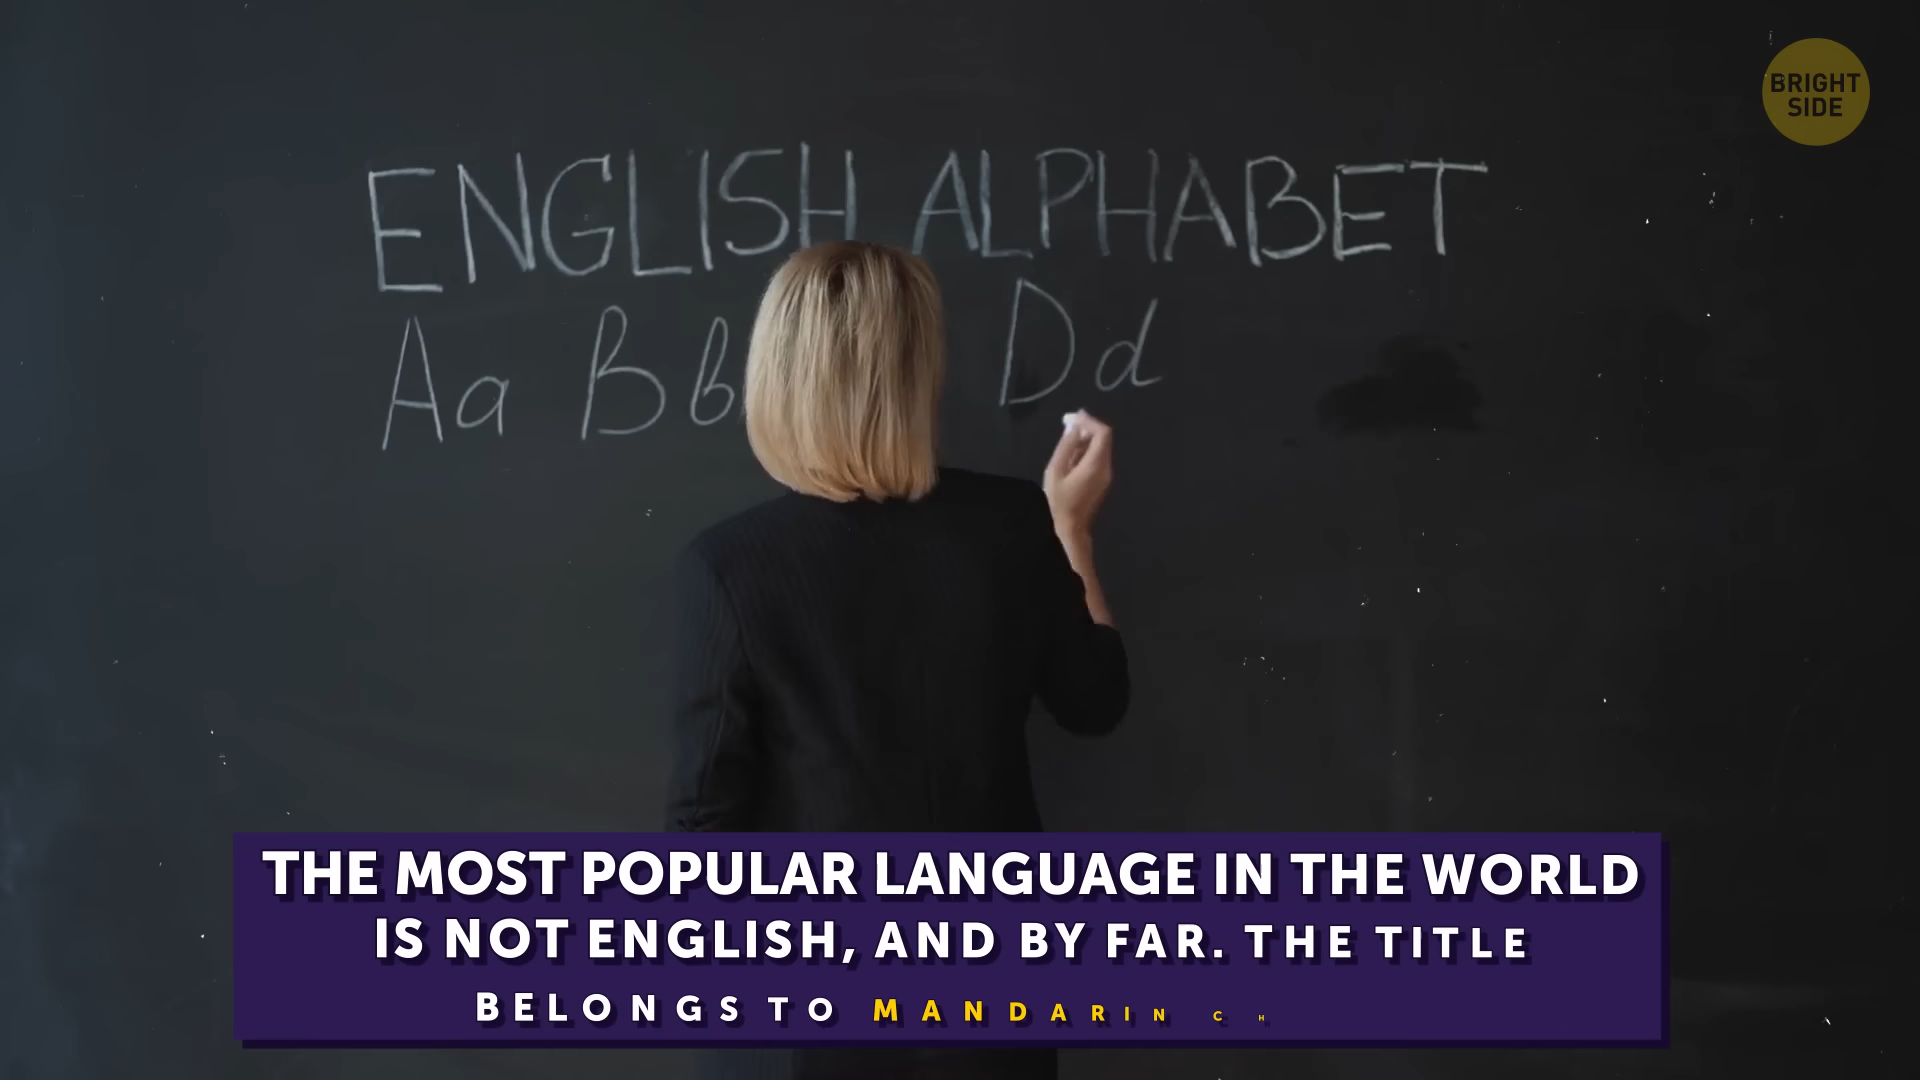 BRIGHT
SIDE
ENGLISH ALPHABET
Aa Bb Dd
THE MOST POPULAR LANGUAGE IN THE WORLD
IS NOT ENGLISH, AND BY FAR. THE TITLE
BELONGS TO MANDARIN CH